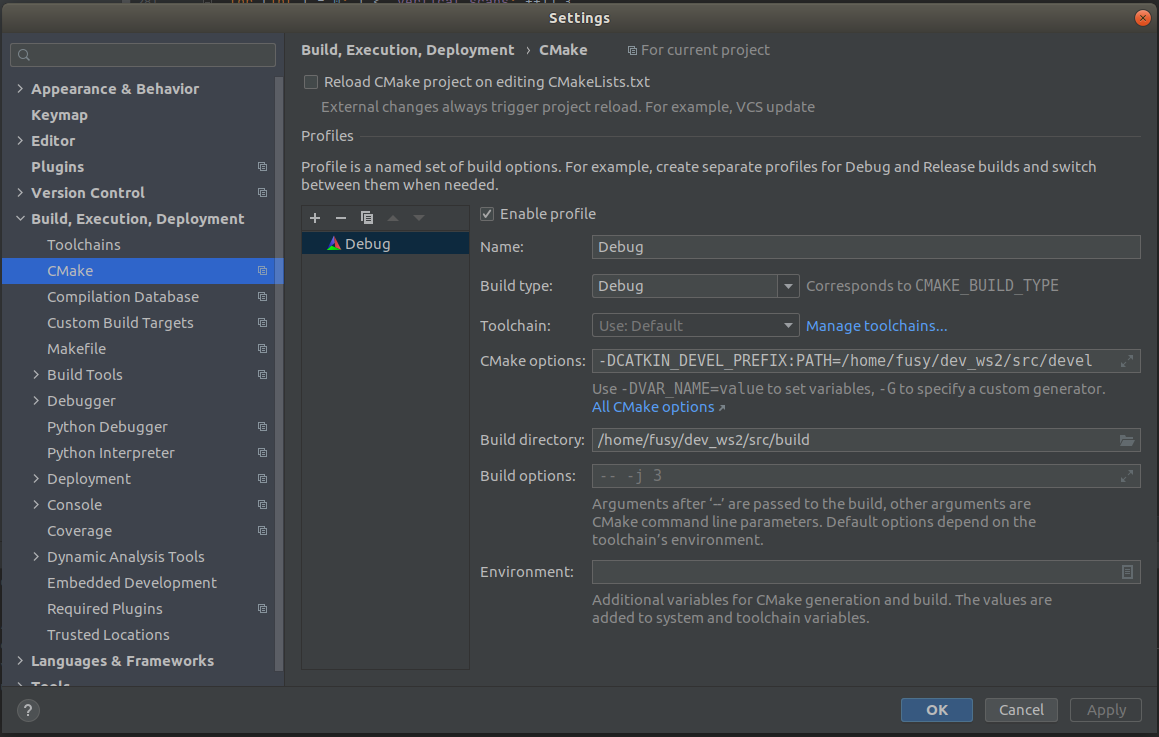 Settings
Appearance & Behavior
Keymap
Editor
Plugins
Version Control
Build, Execution, Deployment
Toolchains
CMake
Compilation Database
Custom Build Targets
Makefile
Build Tools
Debugger
Python Debugger
Python Interpreter
Deployment
Console
Coverage
Dynamic Analysis Tools
Embedded Development
Required Plugins
Trusted Locations
Languages & Frameworks
Tools
Build, Execution, Deployment › CMake For current project
Reload CMake project on editing CMakeLists.txt
External changes always trigger project reload. For example, VCS update
Profiles
Profile is a named set of build options. For example, create separate profiles for Debug and Release builds and switch
between them when needed.
Debug
Enable profile
Name: Debug
Build type: Debug Corresponds to CMAKE_BUILD_TYPE
Toolchain: Use: Default Manage toolchains...
CMake options: -DCATKIN_DEVEL_PREFIX:PATH=/home/fusy/dev_ws2/src/devel
Use -DVAR_NAME=value to set variables, -G to specify a custom generator.
All CMake options ↗
Build directory: /home/fusy/dev_ws2/src/build
Build options: -- -j 3
Arguments after ‘--’ are passed to the build, other arguments are
CMake command line parameters. Default options depend on the
toolchain’s environment.
Environment:
Additional variables for CMake generation and build. The values are
added to system and toolchain variables.
?
OK Cancel Apply